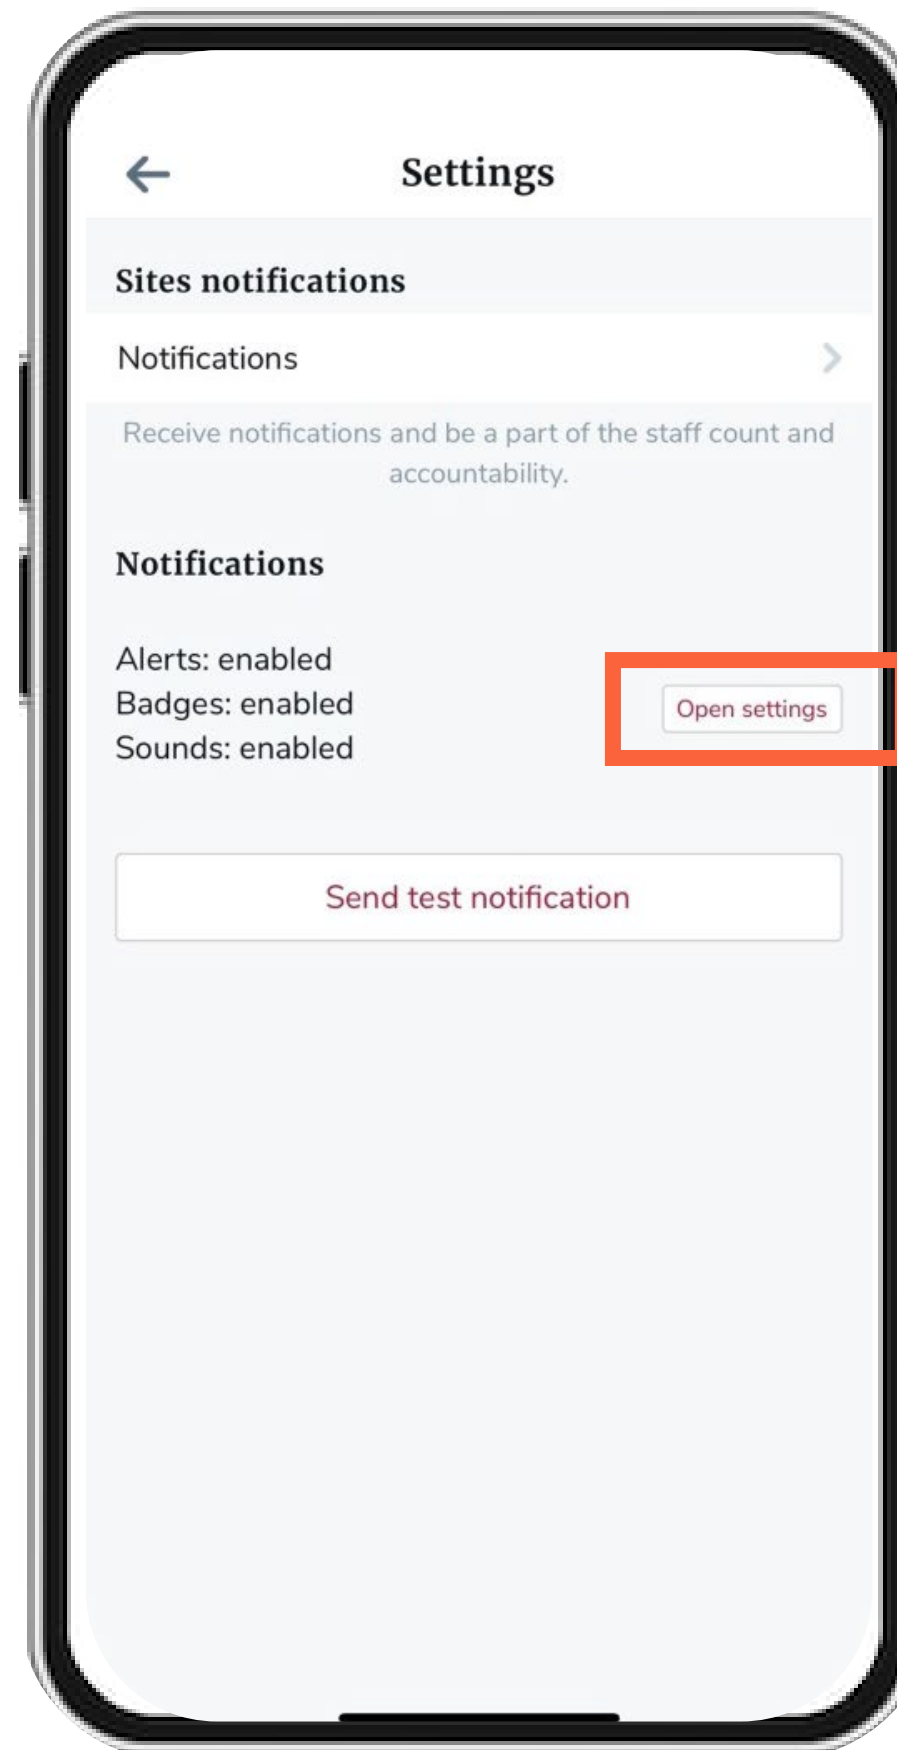 Settings
Sites notifications
Notifications
Receive notifications and be a part of the staff count and
accountability.
Notifications
Alerts: enabled
Badges: enabled
Sounds: enabled
Open settings
Send test notification